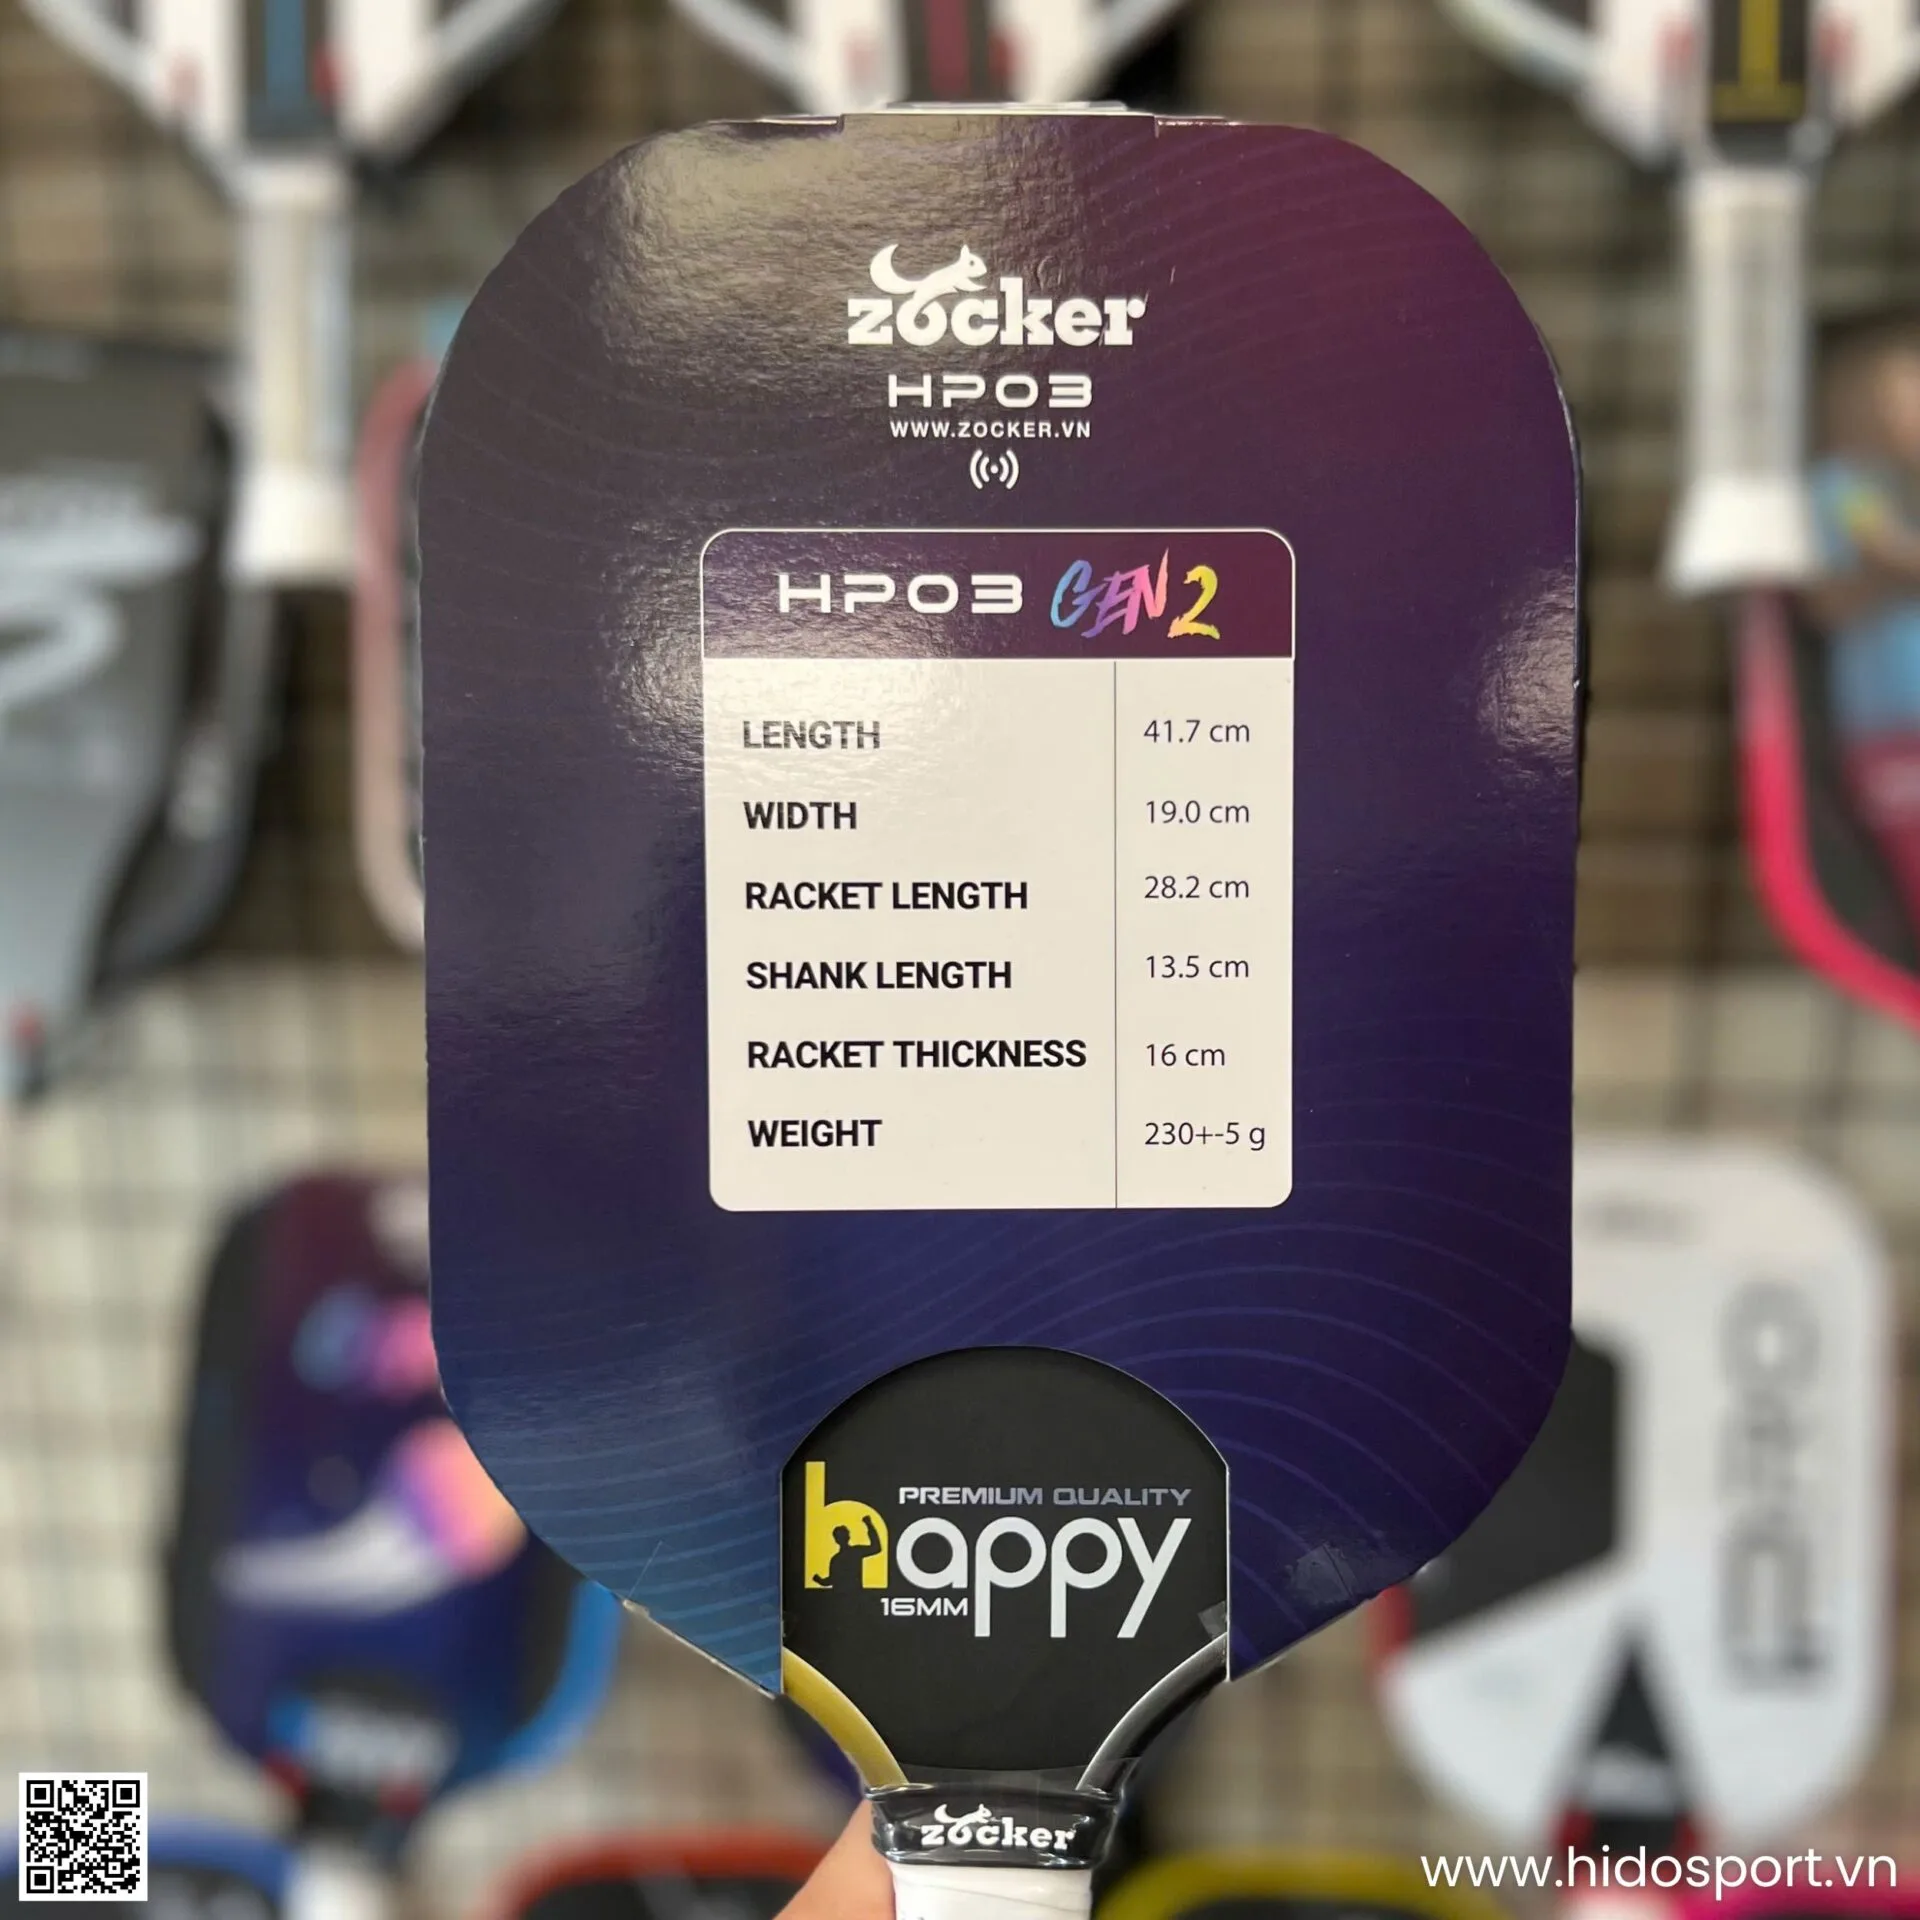 zocker
HP03
WWW.ZOCKER.VN
HP03 GEN 2
LENGTH 41.7 cm
WIDTH 19.0 cm
RACKET LENGTH 28.2 cm
SHANK LENGTH 13.5 cm
RACKET THICKNESS 16 cm
WEIGHT 230+-5 g
PREMIUM QUALITY
happy
16MM
zocker
www.hidosport.vn